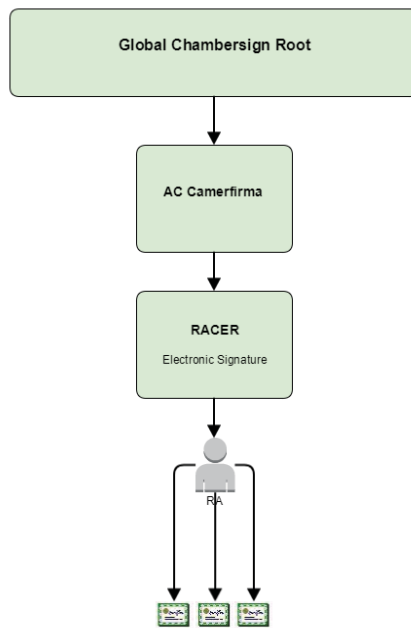 Global Chambersign Root
AC Camerfirma
RACER
Electronic Signature
RA